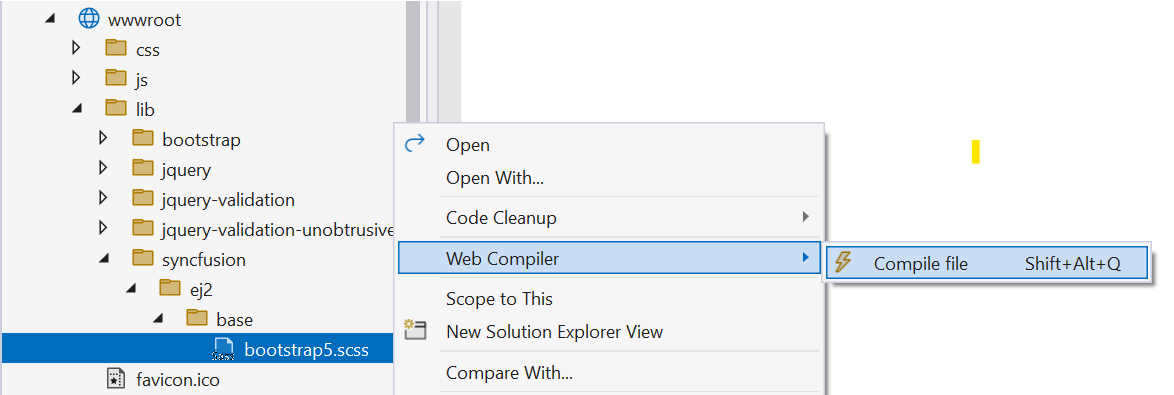 wwwroot
css
js
lib
bootstrap
jquery
jquery-validation
jquery-validation-unobtrusive
syncfusion
ej2
base
bootstrap5.scss
favicon.ico
Open
Open With...
Code Cleanup
Web Compiler
Scope to This
New Solution Explorer View
Compare With...
Compile file Shift+Alt+Q